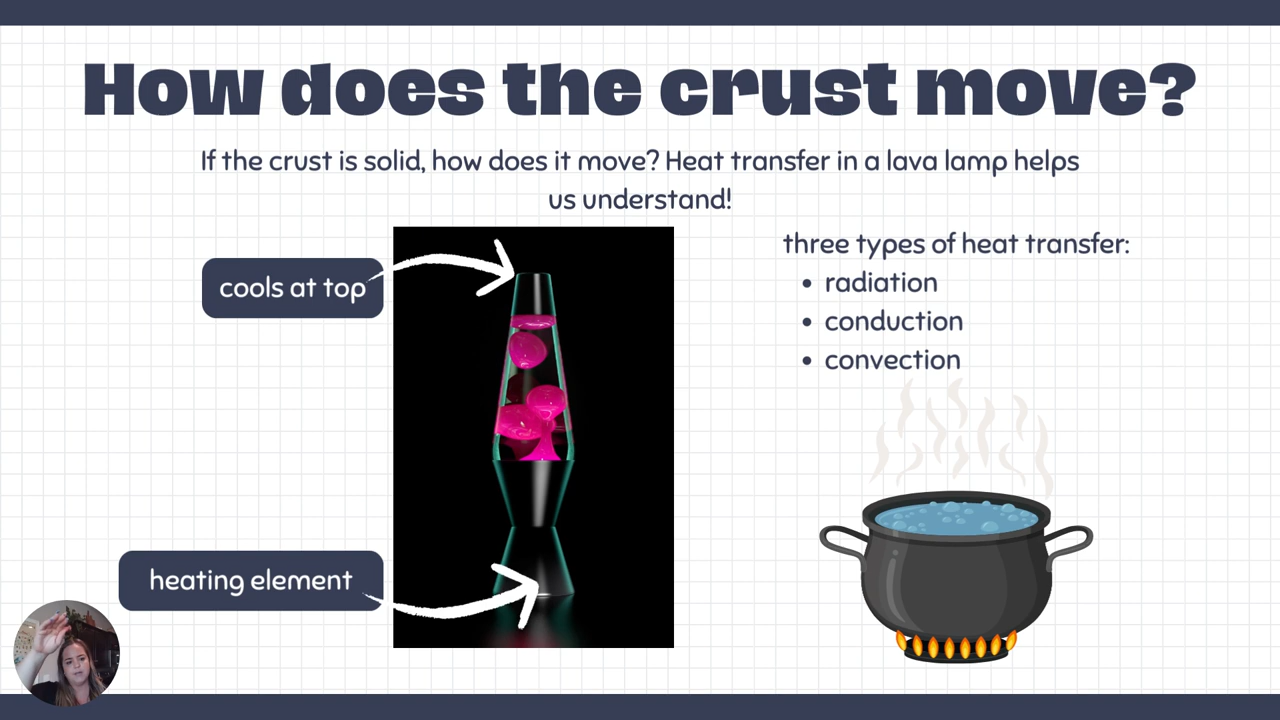 How does the crust move?
If the crust is solid, how does it move? Heat transfer in a lava lamp helps
us understand!
three types of heat transfer:
• radiation
• conduction
• convection
cools at top
heating element